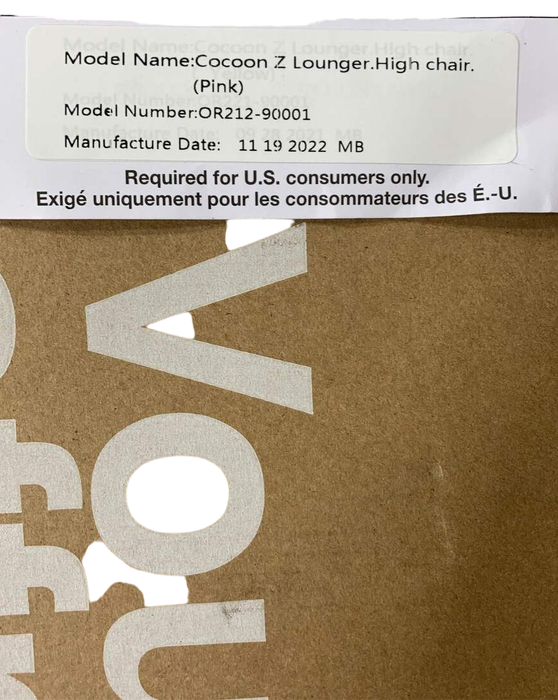 Model Name:Cocoon Z Lounger.High chair.
(Pink)
Model Number:OR212-90001
Manufacture Date: 11 19 2022 MB
Required for U.S. consumers only.
Exigé uniquement pour les consommateurs des É.-U.
You